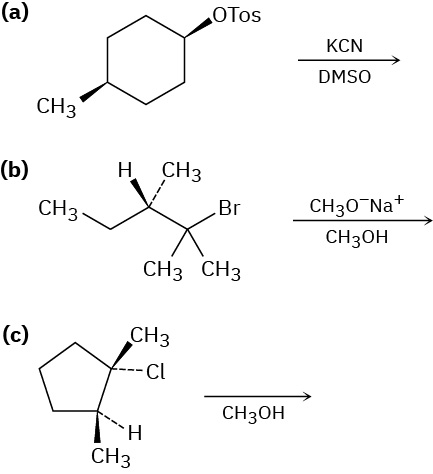 (a)
OTos
CH₃
KCN
DMSO
(b)
H
CH₃
CH₃
Br
CH₃ CH₃
CH₃O⁻Na⁺
CH₃OH
(c)
CH₃
Cl
H
CH₃
CH₃OH